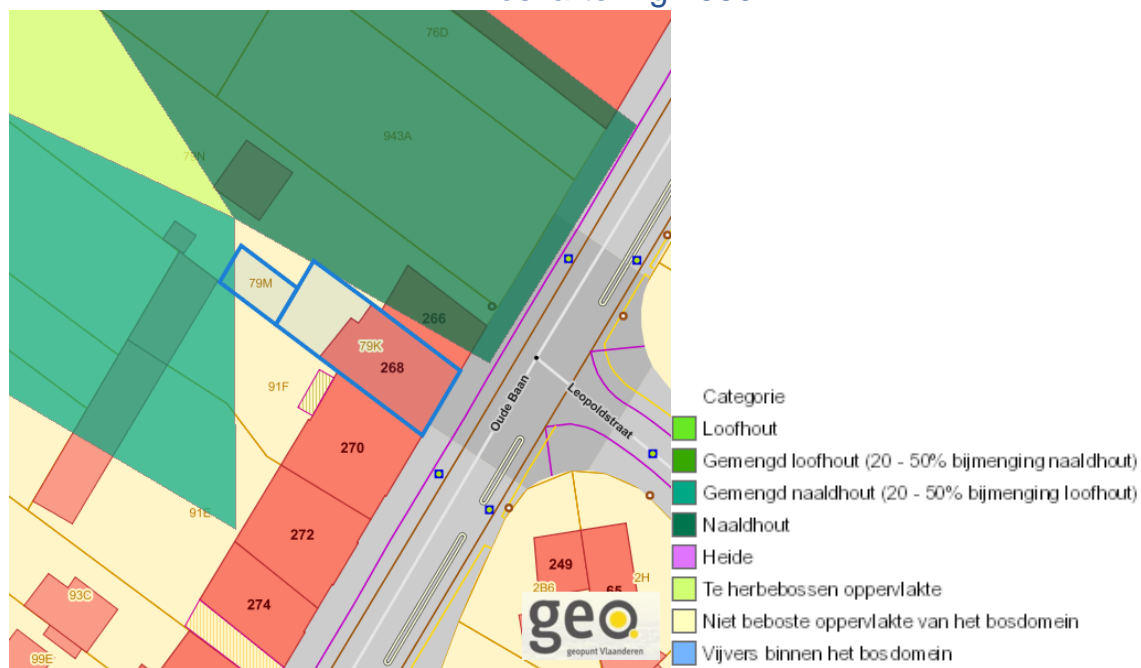 76D
943A
79N
79M
266
79K
268
91F
270
91E
272
274
93C
99E
Oude Baan
Leopoldstraat
249
2B6
2H
65
geo
geopunt Vlaanderen
Categorie
Loofhout
Gemengd loofhout (20 - 50% bijmenging naaldhout)
Gemengd naaldhout (20 - 50% bijmenging loofhout)
Naaldhout
Heide
Te herbebossen oppervlakte
Niet beboste oppervlakte van het bosdomein
Vijvers binnen het bosdomein